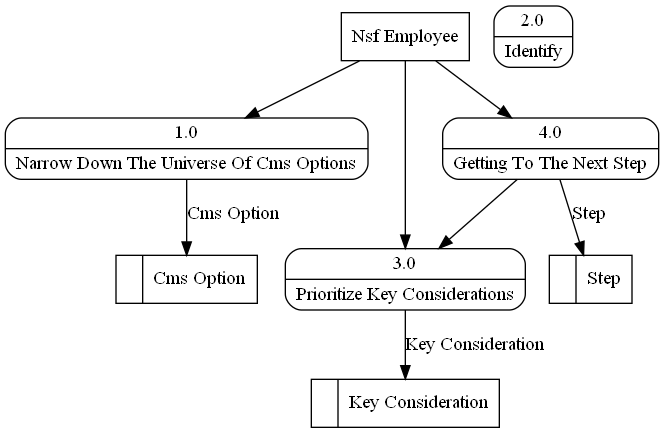 Nsf Employee
2.0
Identify
1.0
Narrow Down The Universe Of Cms Options
4.0
Getting To The Next Step
Cms Option
Step
Cms Option
3.0
Prioritize Key Considerations
Step
Key Consideration
Key Consideration